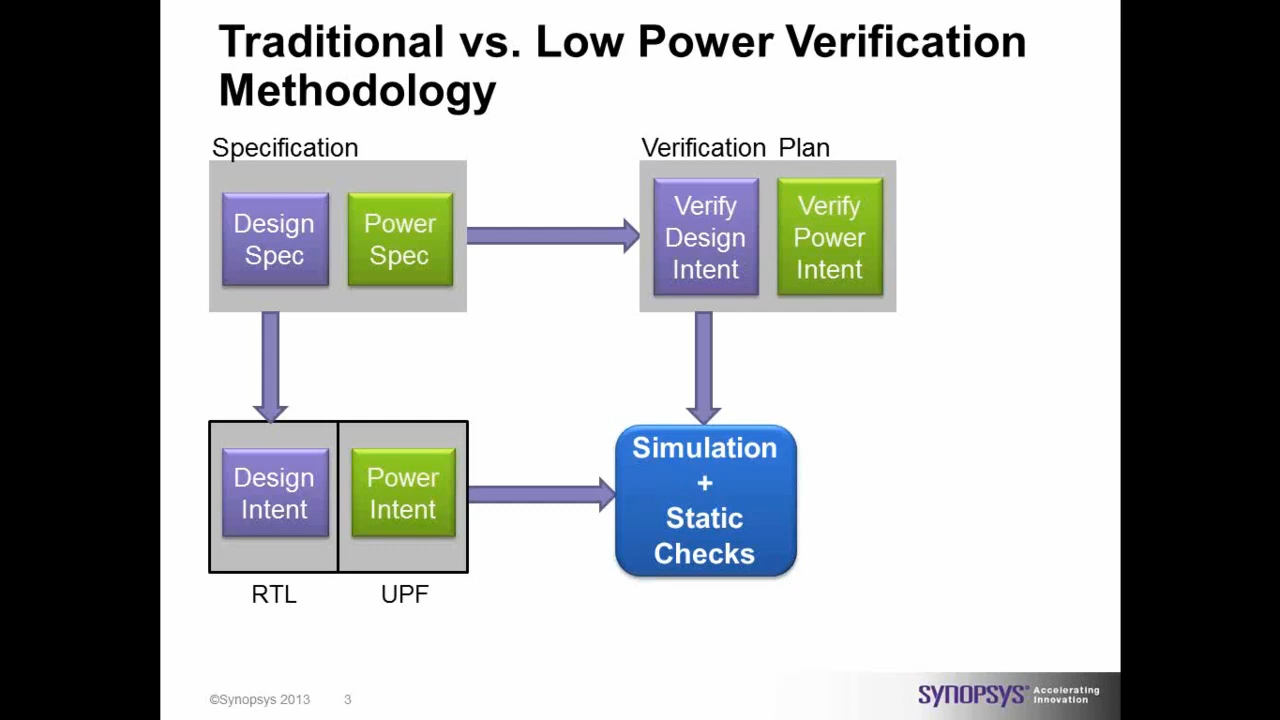 Traditional vs. Low Power Verification
Methodology
Specification
Verification Plan
Design
Spec
Power
Spec
Verify
Design
Intent
Verify
Power
Intent
Design
Intent
Power
Intent
Simulation
+
Static
Checks
RTL
UPF
©Synopsys 2013
3
SYNOPSYS®
Accelerating
Innovation